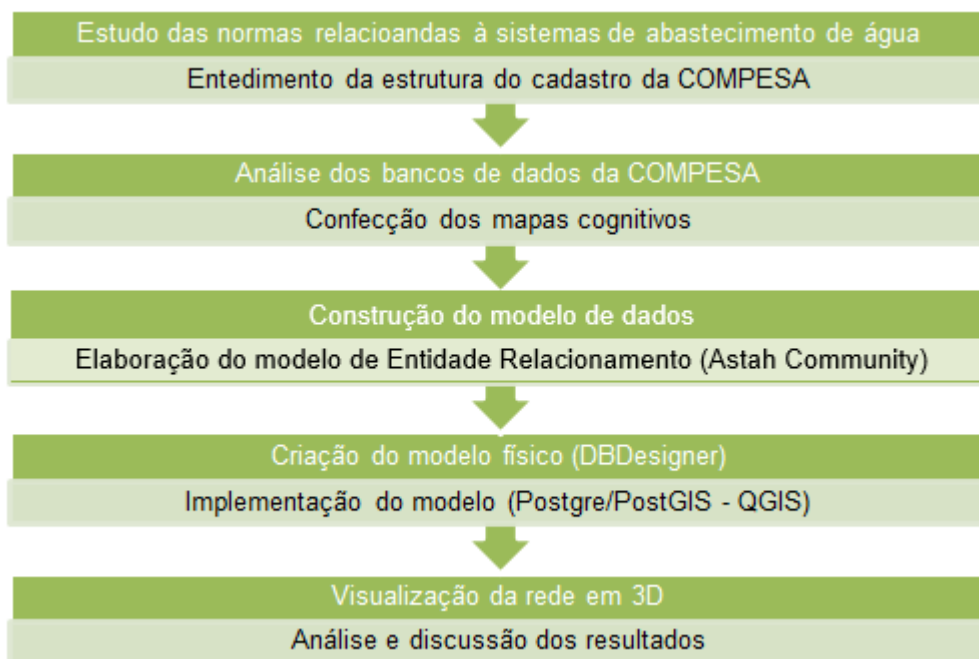 Estudo das normas relacioandas à sistemas de abastecimento de água
Entedimento da estrutura do cadastro da COMPESA
Análise dos bancos de dados da COMPESA
Confecção dos mapas cognitivos
Construção do modelo de dados
Elaboração do modelo de Entidade Relacionamento (Astah Community)
Criação do modelo físico (DBDesigner)
Implementação do modelo (Postgre/PostGIS - QGIS)
Visualização da rede em 3D
Análise e discussão dos resultados